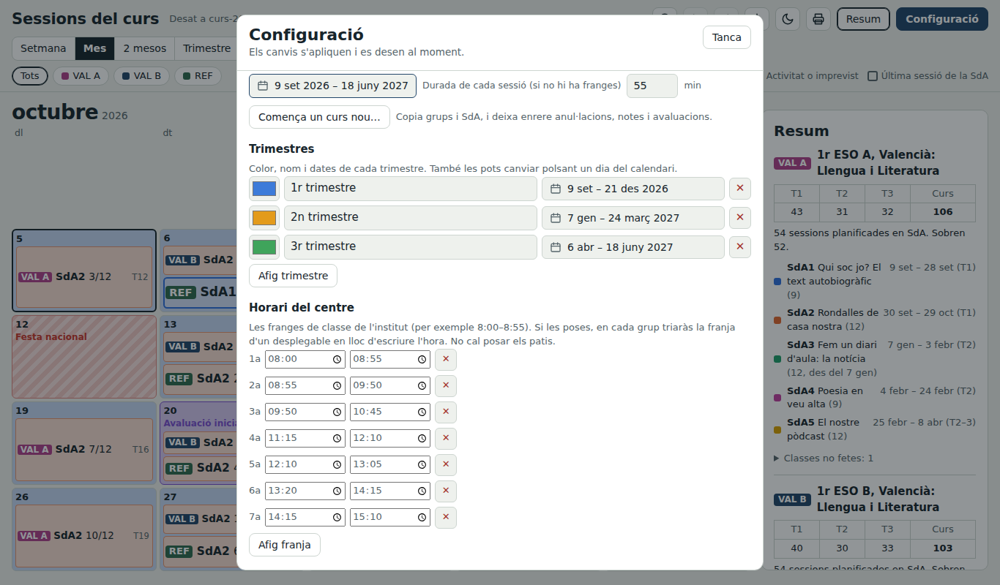 Sessions del curs
Desat a curs-2
Resum
Configuració
Setmana
Mes
2 mesos
Trimestre
Tots
VAL A
VAL B
REF
Activitat o imprevist
Última sessió de la SdA
octubre 2026
dl
dt
5
VAL A SdA2 3/12 T12
6
VAL B SdA2
REF SdA1
12
Festa nacional
13
VAL B SdA2
REF SdA2
19
VAL A SdA2 7/12 T16
20
Avaluació inicia
VAL B SdA2
REF SdA2
26
VAL A SdA2 10/12 T19
27
VAL B SdA2
REF SdA2
Configuració
Els canvis s'apliquen i es desen al moment.
Tanca
9 set 2026 – 18 juny 2027
Durada de cada sessió (si no hi ha franges)
55
min
Comença un curs nou…
Copia grups i SdA, i deixa enrere anul·lacions, notes i avaluacions.
Trimestres
Color, nom i dates de cada trimestre. També les pots canviar polsant un dia del calendari.
1r trimestre
9 set – 21 des 2026
✕
2n trimestre
7 gen – 24 març 2027
✕
3r trimestre
6 abr – 18 juny 2027
✕
Afig trimestre
Horari del centre
Les franges de classe de l'institut (per exemple 8:00–8:55). Si les poses, en cada grup triaràs la franja
d'un desplegable en lloc d'escriure l'hora. No cal posar els patis.
1a 08:00 08:55 ✕
2a 08:55 09:50 ✕
3a 09:50 10:45 ✕
4a 11:15 12:10 ✕
5a 12:10 13:05 ✕
6a 13:20 14:15 ✕
7a 14:15 15:10 ✕
Afig franja
Resum
VAL A
1r ESO A, Valencià:
Llengua i Literatura
T1 T2 T3 Curs
43 31 32 106
54 sessions planificades en SdA. Sobren
52.
SdA1 Qui soc jo? El 9 set – 28 set (T1)
text autobiogràfic
(9)
SdA2 Rondalles de 30 set – 29 oct (T1)
casa nostra (12)
SdA3 Fem un diari 7 gen – 3 febr (T2)
d'aula: la notícia
(12, des del 7 gen)
SdA4 Poesia en 4 febr – 24 febr (T2)
veu alta (9)
SdA5 El nostre 25 febr – 8 abr (T2–3)
pòdcast (12)
Classes no fetes: 1
VAL B
1r ESO B, Valencià:
Llengua i Literatura
T1 T2 T3 Curs
40 30 33 103
54 sessions planificades en SdA. Sobren